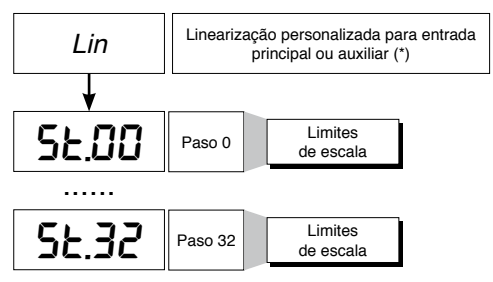 Lin
Linearização personalizada para entrada
principal ou auxiliar (*)
St.00
Paso 0
Limites
de escala
......
St.32
Paso 32
Limites
de escala